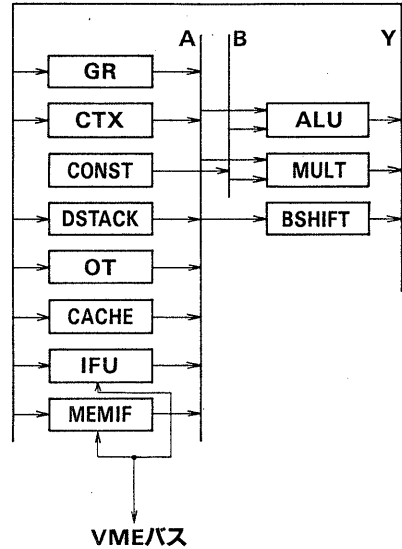 A B Y
GR
CTX
ALU
CONST
MULT
DSTACK
BSHIFT
OT
CACHE
IFU
MEMIF
VMEバス